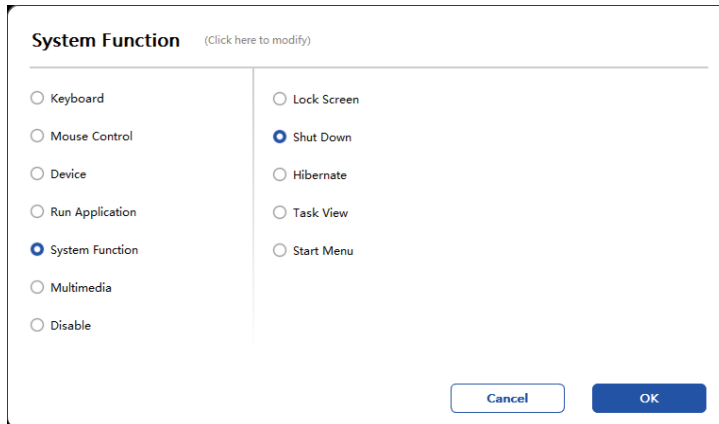 System Function (Click here to modify)
Keyboard
Mouse Control
Device
Run Application
System Function
Multimedia
Disable
Lock Screen
Shut Down
Hibernate
Task View
Start Menu
Cancel OK